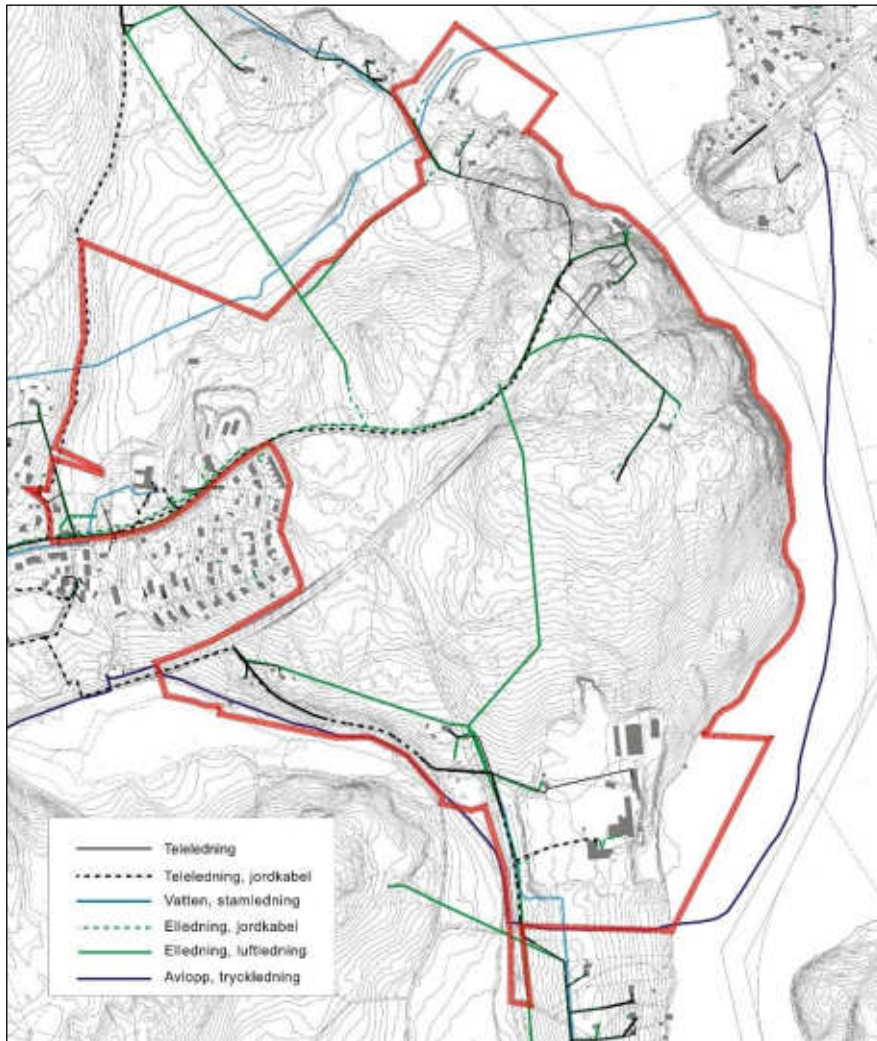 Teleledning
Teleledning, jordkabel
Vatten, stamledning
Elledning, jordkabel
Elledning, luftledning
Avlopp, tryckledning